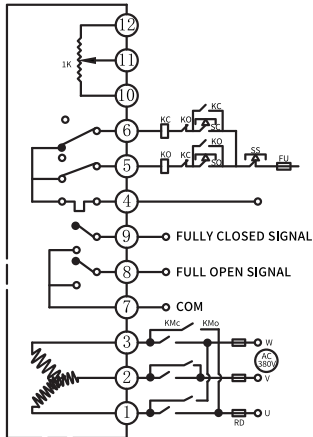 12
1K
11
10
KC
6
KC
KO
SC
KO
SS
5
KO
KC
SO
FU
4
9
FULLY CLOSED SIGNAL
8
FULL OPEN SIGNAL
7
COM
KMc
KMo
3
W
AC
380V
2
V
1
RD
U